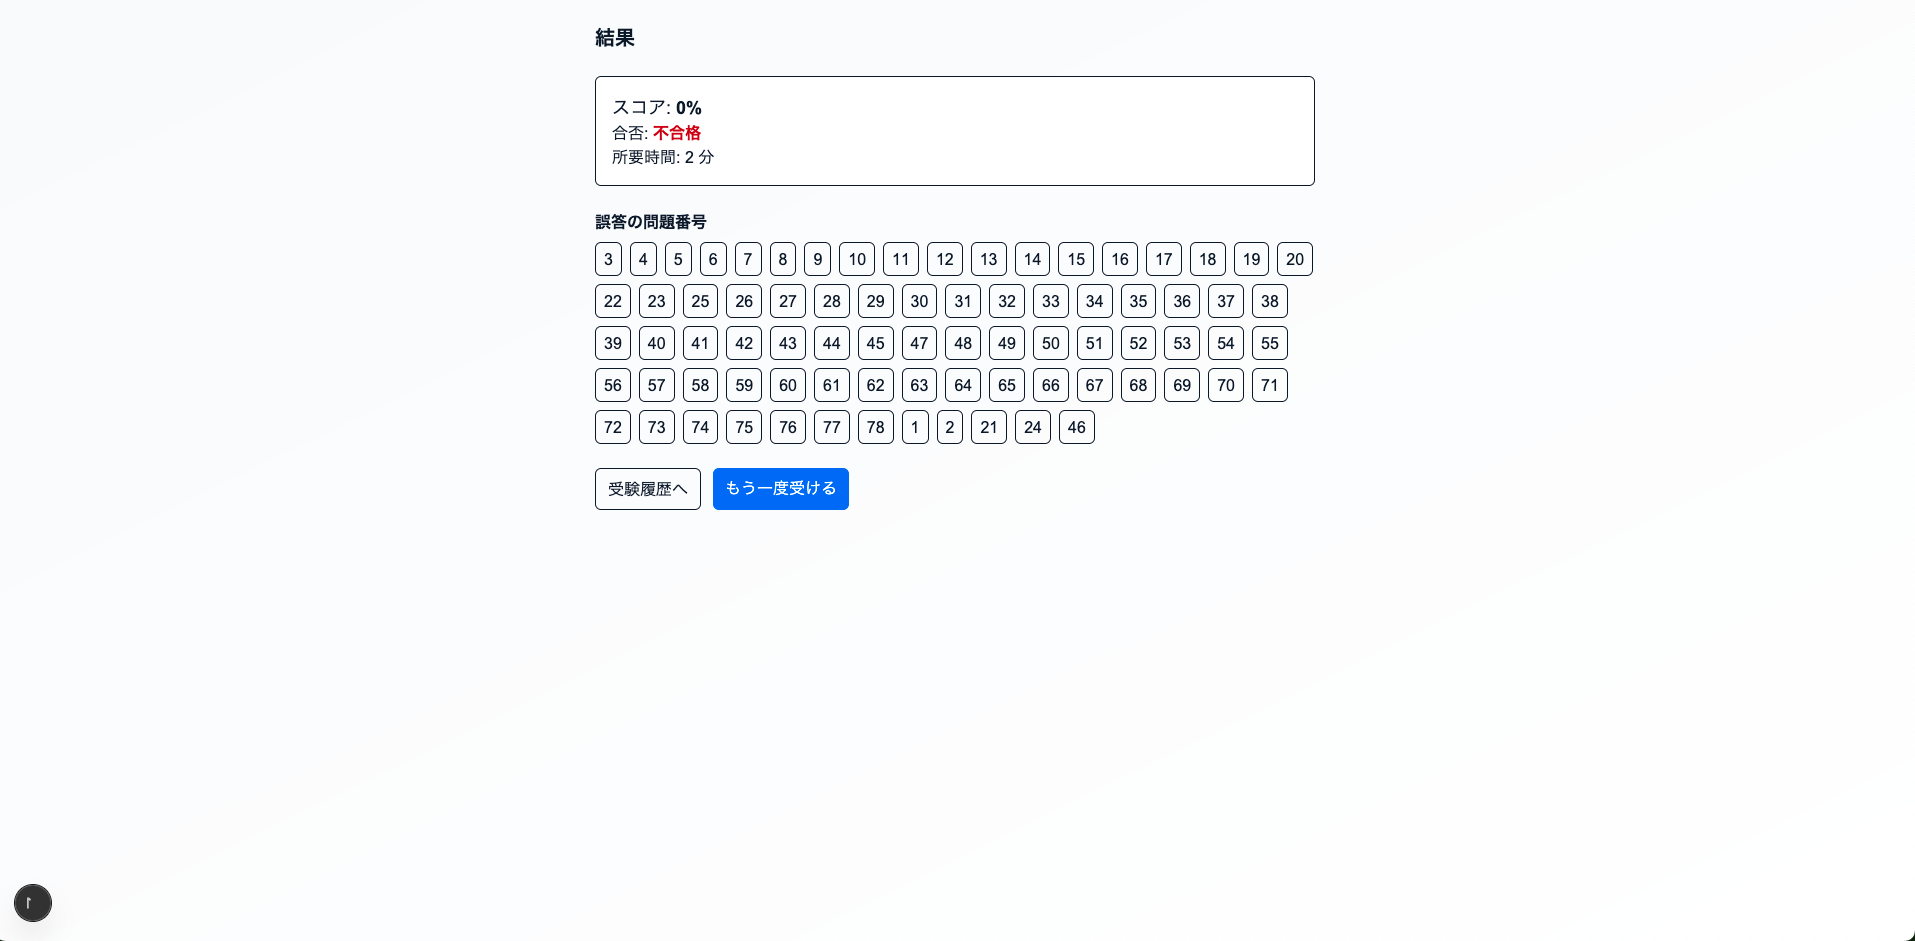 結果
スコア: 0%
合否: 不合格
所要時間: 2 分
誤答の問題番号
3 4 5 6 7 8 9 10 11 12 13 14 15 16 17 18 19 20
22 23 25 26 27 28 29 30 31 32 33 34 35 36 37 38
39 40 41 42 43 44 45 47 48 49 50 51 52 53 54 55
56 57 58 59 60 61 62 63 64 65 66 67 68 69 70 71
72 73 74 75 76 77 78 1 2 21 24 46
受験履歴へ もう一度受ける